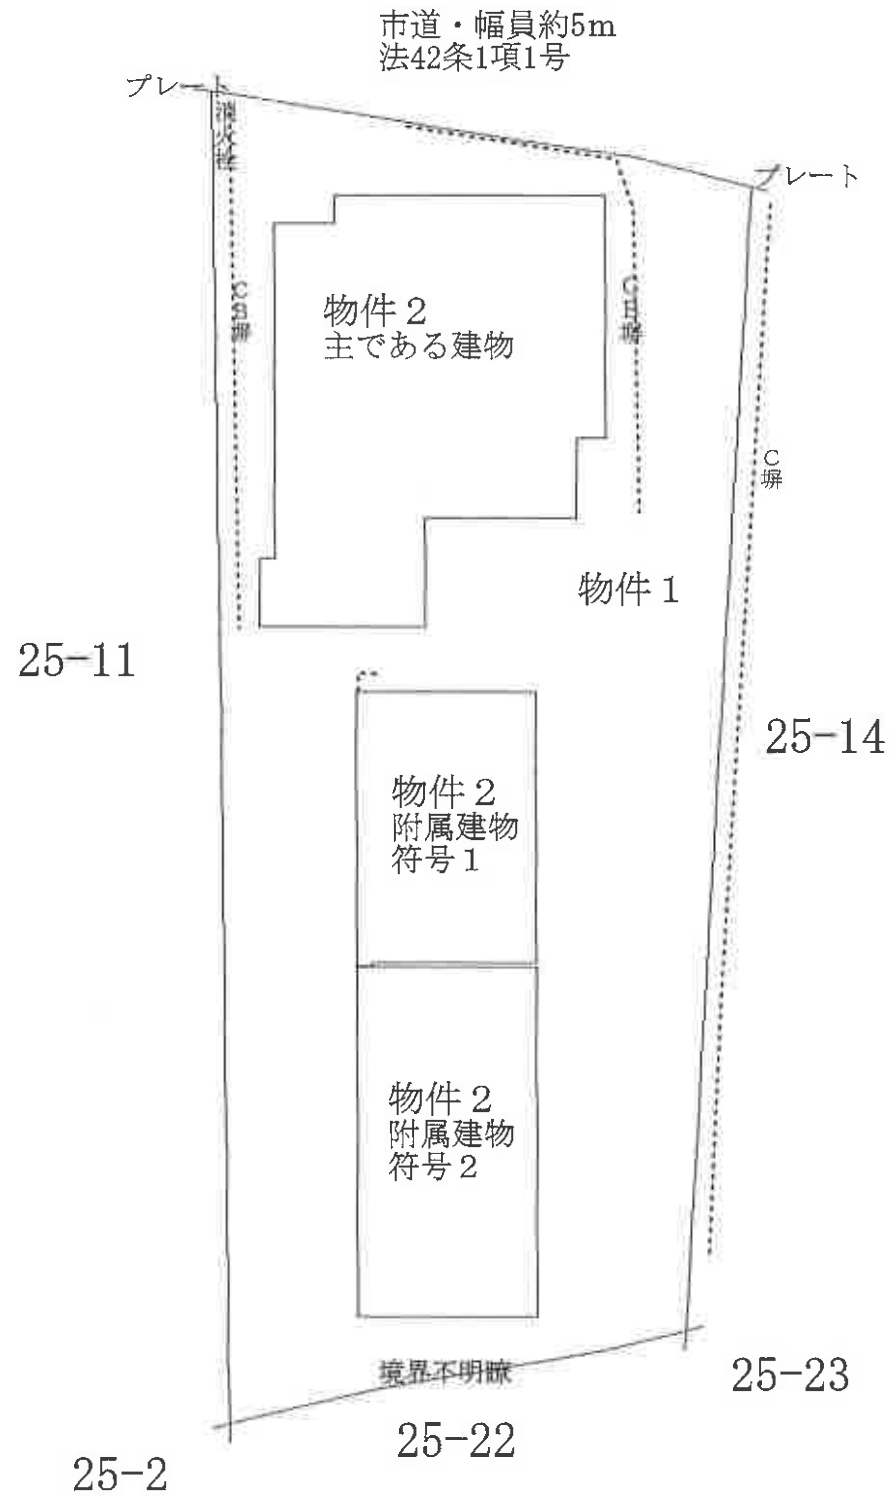 市道・幅員約5m
法42条1項1号
プレート
消火栓
プレート
CB塀
物件２
主である建物
CB塀
C塀
物件１
25-11
25-14
物件２
附属建物
符号１
物件２
附属建物
符号２
境界不明瞭
25-23
25-22
25-2